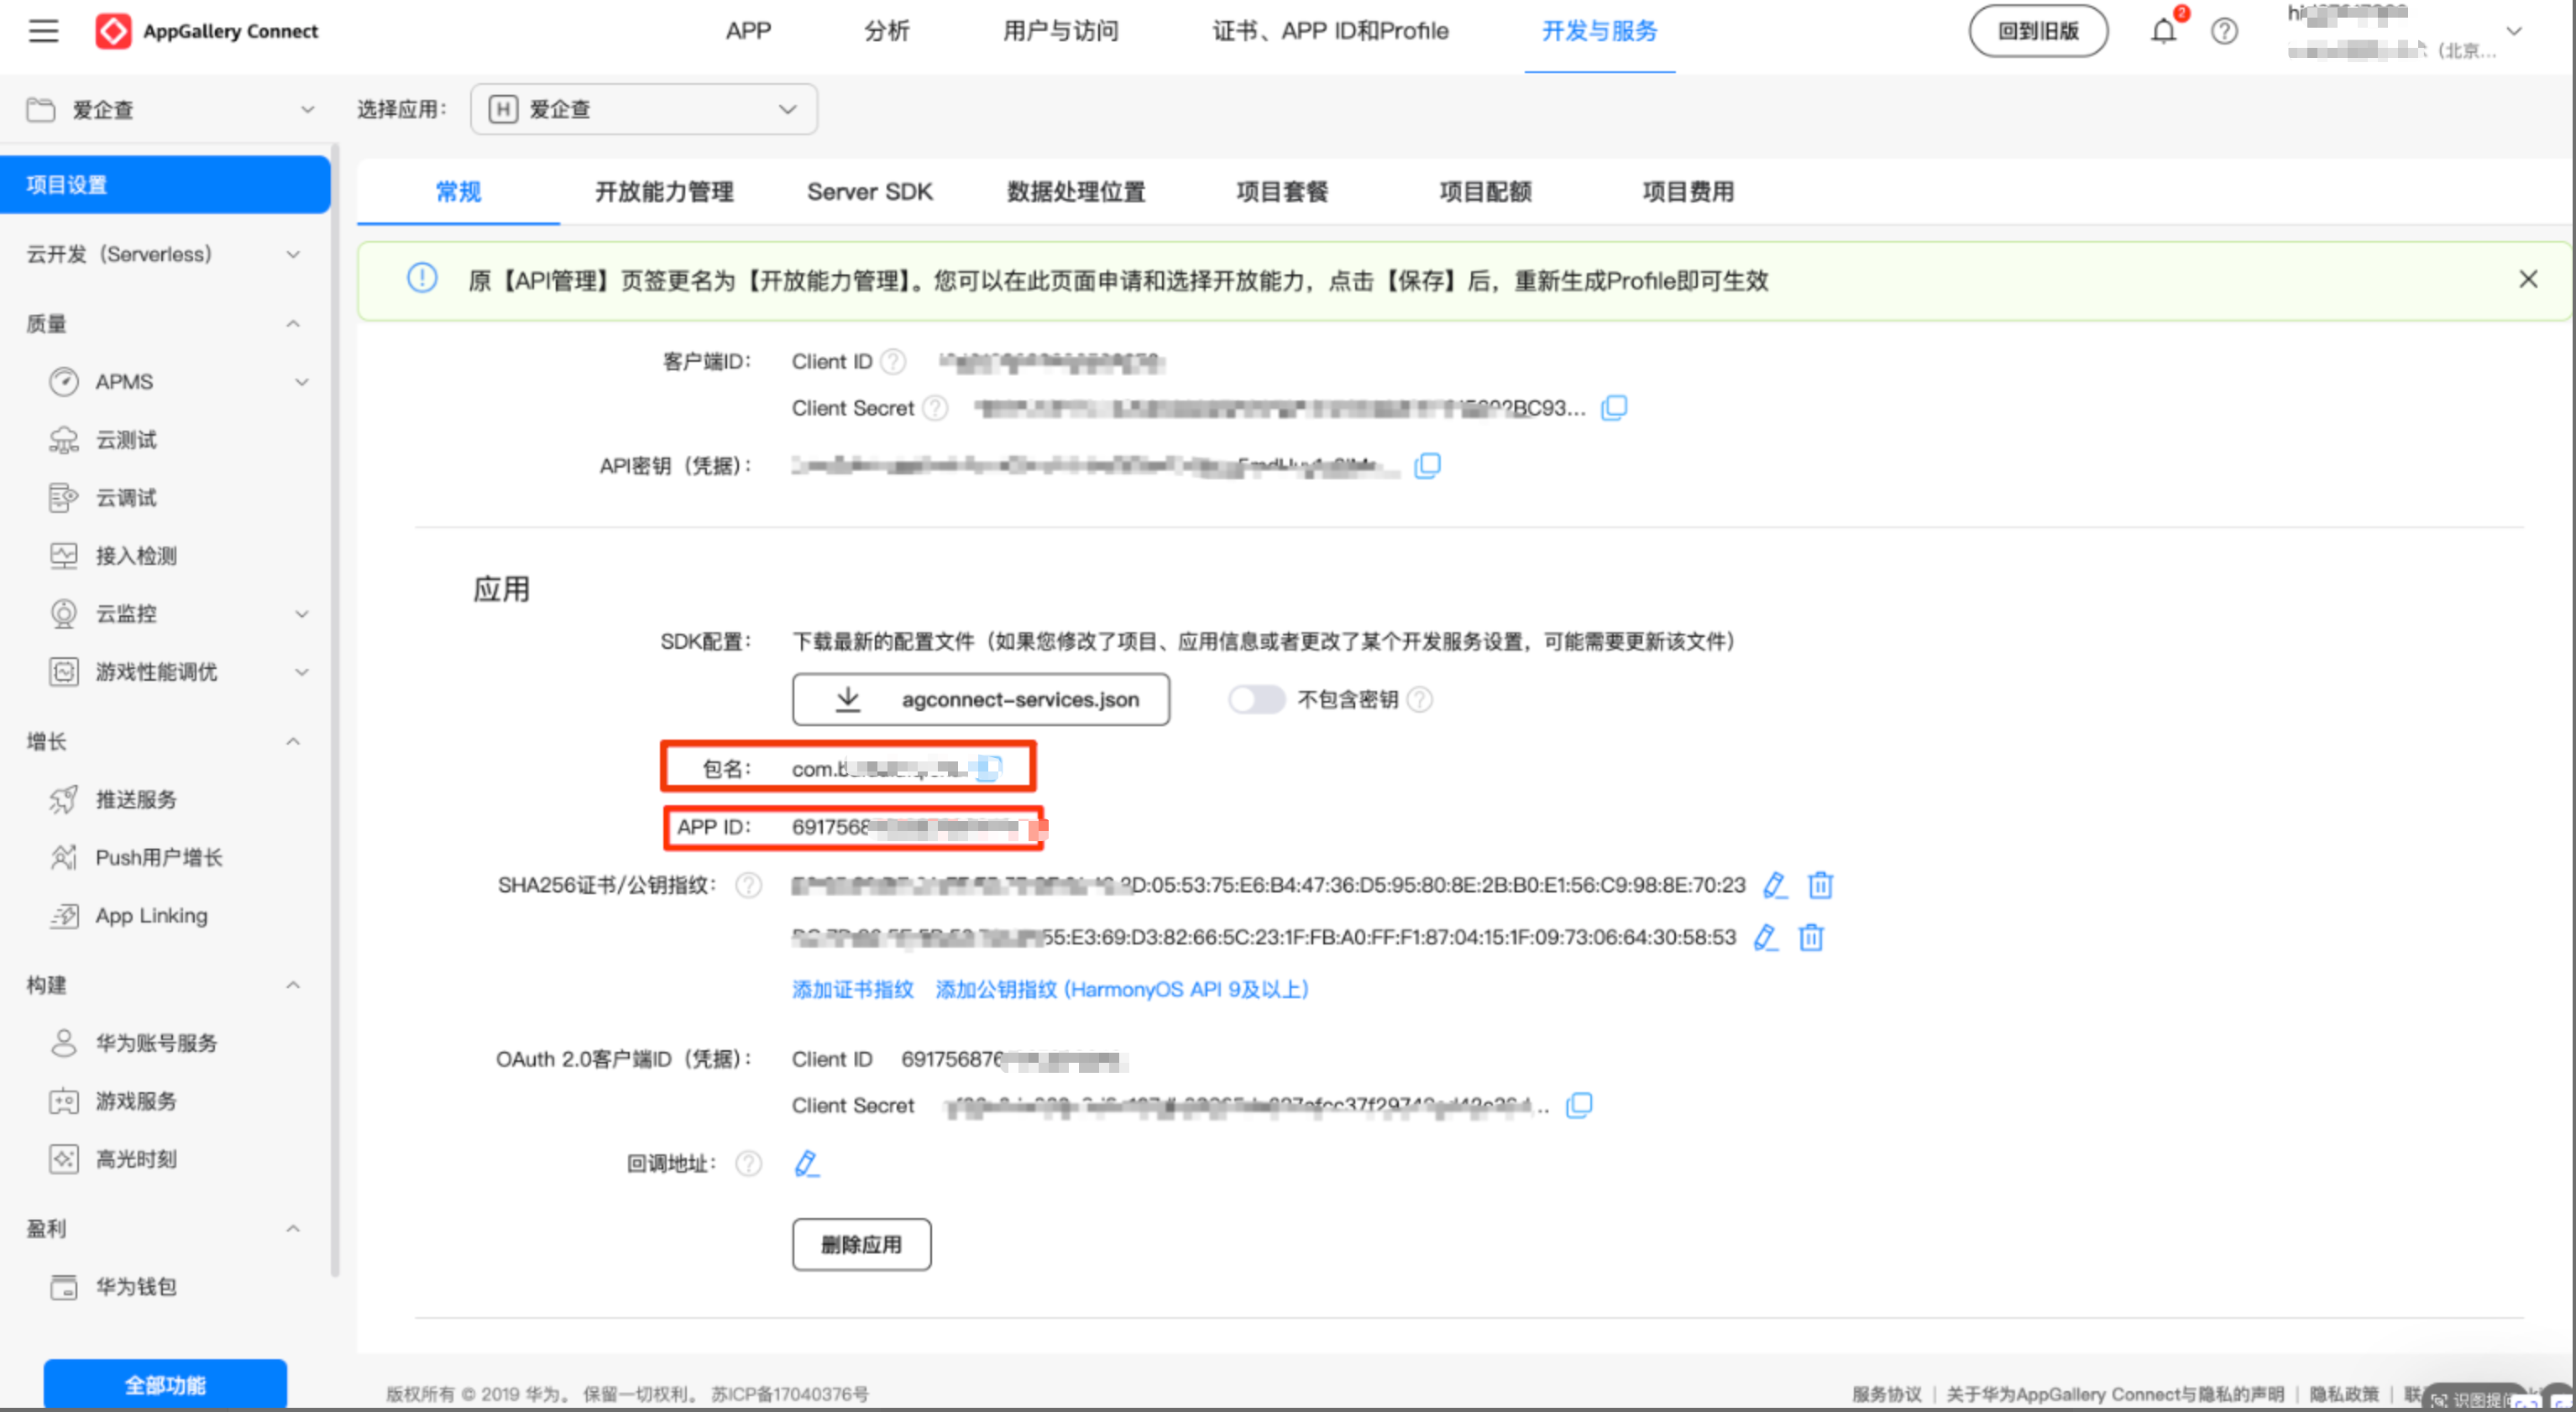 AppGallery Connect
APP 分析 用户与访问 证书、APP ID和Profile 开发与服务
回到旧版
2
(北京...
爱企查
选择应用: H 爱企查
项目设置
云开发（Serverless）
质量
APMS
云测试
云调试
接入检测
云监控
游戏性能调优
增长
推送服务
Push用户增长
App Linking
构建
华为账号服务
游戏服务
高光时刻
盈利
华为钱包
全部功能
常规 开放能力管理 Server SDK 数据处理位置 项目套餐 项目配额 项目费用
原【API管理】页签更名为【开放能力管理】。您可以在此页面申请和选择开放能力，点击【保存】后，重新生成Profile即可生效
客户端ID: Client ID
Client Secret 2BC93...
API密钥（凭据）:
应用
SDK配置: 下载最新的配置文件（如果您修改了项目、应用信息或者更改了某个开发服务设置，可能需要更新该文件）
agconnect-services.json 不包含密钥
包名: com.b
APP ID: 6917568
SHA256证书/公钥指纹: D:05:53:75:E6:B4:47:36:D5:95:80:8E:2B:B0:E1:56:C9:98:8E:70:23
55:E3:69:D3:82:66:5C:23:1F:FB:A0:FF:F1:87:04:15:1F:09:73:06:64:30:58:53
添加证书指纹 添加公钥指纹 (HarmonyOS API 9及以上)
OAuth 2.0客户端ID（凭据）: Client ID 691756876
Client Secret
回调地址:
删除应用
版权所有 © 2019 华为。 保留一切权利。 苏ICP备17040376号
服务协议 | 关于华为AppGallery Connect与隐私的声明 | 隐私政策 | 联
识图提问